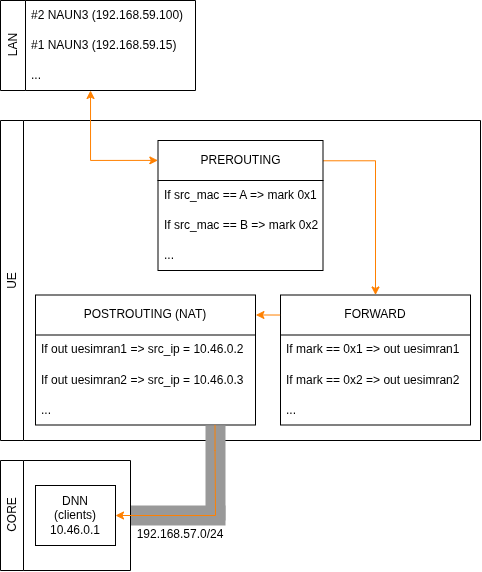 LAN
#2 NAUN3 (192.168.59.100)
#1 NAUN3 (192.168.59.15)
...
UE
PREROUTING
If src_mac == A => mark 0x1
If src_mac == B => mark 0x2
...
POSTROUTING (NAT)
If out uesimran1 => src_ip = 10.46.0.2
If out uesimran2 => src_ip = 10.46.0.3
...
FORWARD
If mark == 0x1 => out uesimran1
If mark == 0x2 => out uesimran2
...
CORE
DNN
(clients)
10.46.0.1
192.168.57.0/24